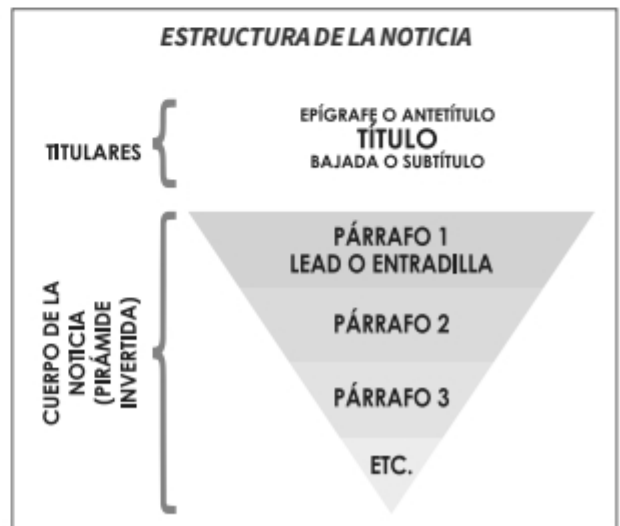 ESTRUCTURA DE LA NOTICIA
TITULARES
EPÍGRAFE O ANTETÍTULO
TÍTULO
BAJADA O SUBTÍTULO
CUERPO DE LA
NOTICIA
(PIRÁMIDE
INVERTIDA)
PÁRRAFO 1
LEAD O ENTRADILLA
PÁRRAFO 2
PÁRRAFO 3
ETC.